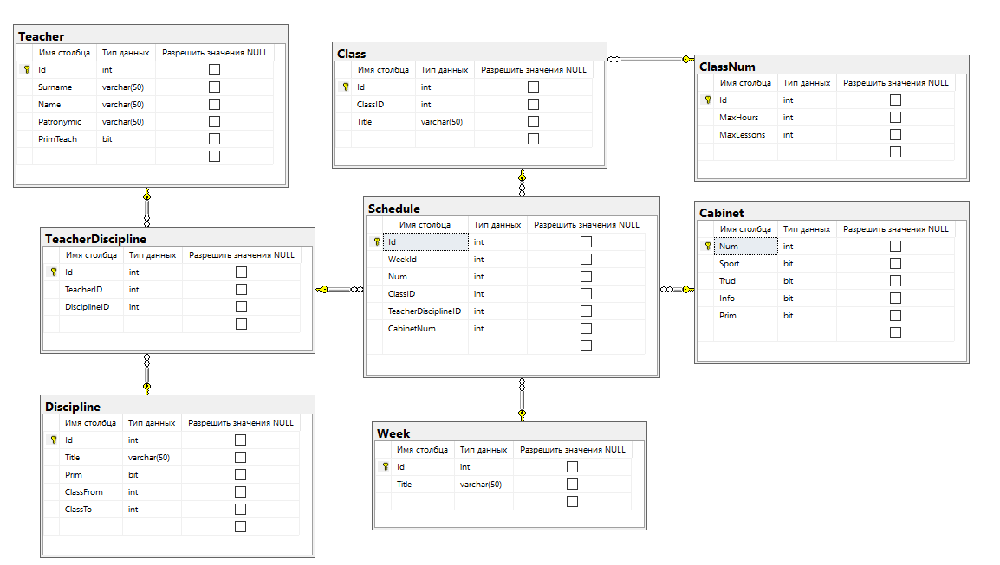 Teacher
Имя столбца Тип данных Разрешить значения NULL
Id int
Surname varchar(50)
Name varchar(50)
Patronymic varchar(50)
PrimTeach bit
Class
Имя столбца Тип данных Разрешить значения NULL
Id int
ClassID int
Title varchar(50)
ClassNum
Имя столбца Тип данных Разрешить значения NULL
Id int
MaxHours int
MaxLessons int
TeacherDiscipline
Имя столбца Тип данных Разрешить значения NULL
Id int
TeacherID int
DisciplineID int
Schedule
Имя столбца Тип данных Разрешить значения NULL
Id int
WeekId int
Num int
ClassID int
TeacherDisciplineID int
CabinetNum int
Cabinet
Имя столбца Тип данных Разрешить значения NULL
Num int
Sport bit
Trud bit
Info bit
Prim bit
Discipline
Имя столбца Тип данных Разрешить значения NULL
Id int
Title varchar(50)
Prim bit
ClassFrom int
ClassTo int
Week
Имя столбца Тип данных Разрешить значения NULL
Id int
Title varchar(50)